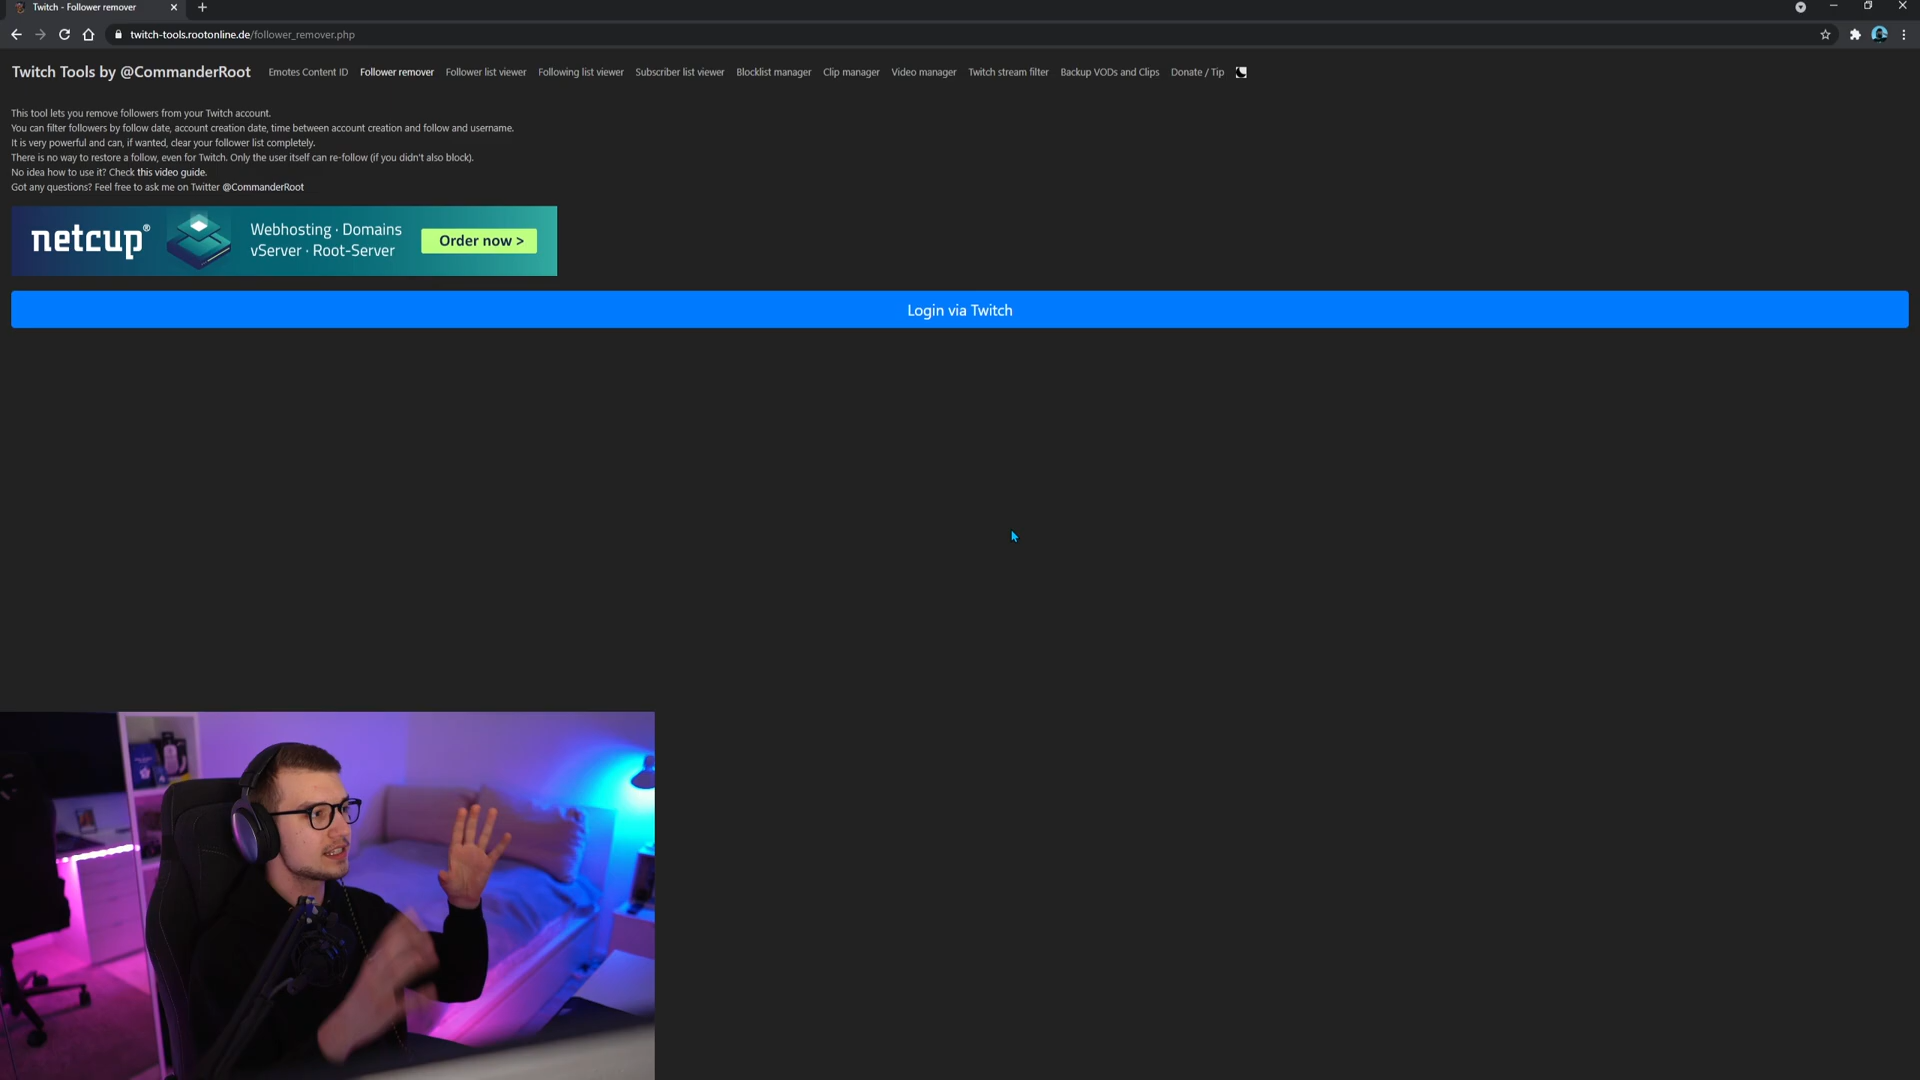 Twitch - Follower remover
twitch-tools.rootonline.de/follower_remover.php
Twitch Tools by @CommanderRoot Emotes Content ID Follower remover Follower list viewer Following list viewer Subscriber list viewer Blocklist manager Clip manager Video manager Twitch stream filter Backup VODs and Clips Donate / Tip
This tool lets you remove followers from your Twitch account.
You can filter followers by follow date, account creation date, time between account creation and follow and username.
It is very powerful and can, if wanted, clear your follower list completely.
There is no way to restore a follow, even for Twitch. Only the user itself can re-follow (if you didn't also block).
No idea how to use it? Check this video guide.
Got any questions? Feel free to ask me on Twitter @CommanderRoot
netcup®
Webhosting · Domains
vServer · Root-Server
Order now >
Login via Twitch